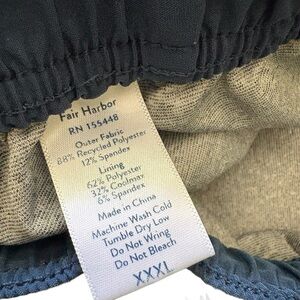 Fair Harbor
RN 155448
Outer Fabric
88% Recycled Polyester
12% Spandex
Lining
62% Polyester
32% Coolmax
6% Spandex
Made in China
Machine Wash Cold
Tumble Dry Low
Do Not Wring
Do Not Bleach
XXXL